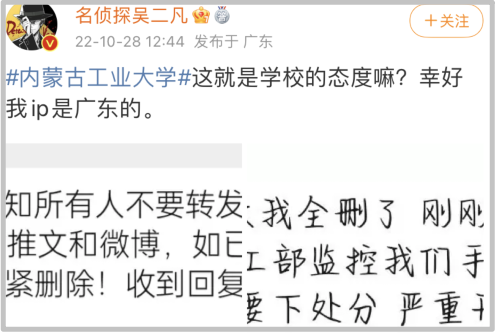 名侦探吴二凡
+关注
22-10-28 12:44 发布于 广东
#内蒙古工业大学#这就是学校的态度嘛？幸好
我ip是广东的。
知所有人不要转发
推文和微博，如已
紧删除！收到回复
我全删了 刚刚
工部监控我们手
要下处分 严重